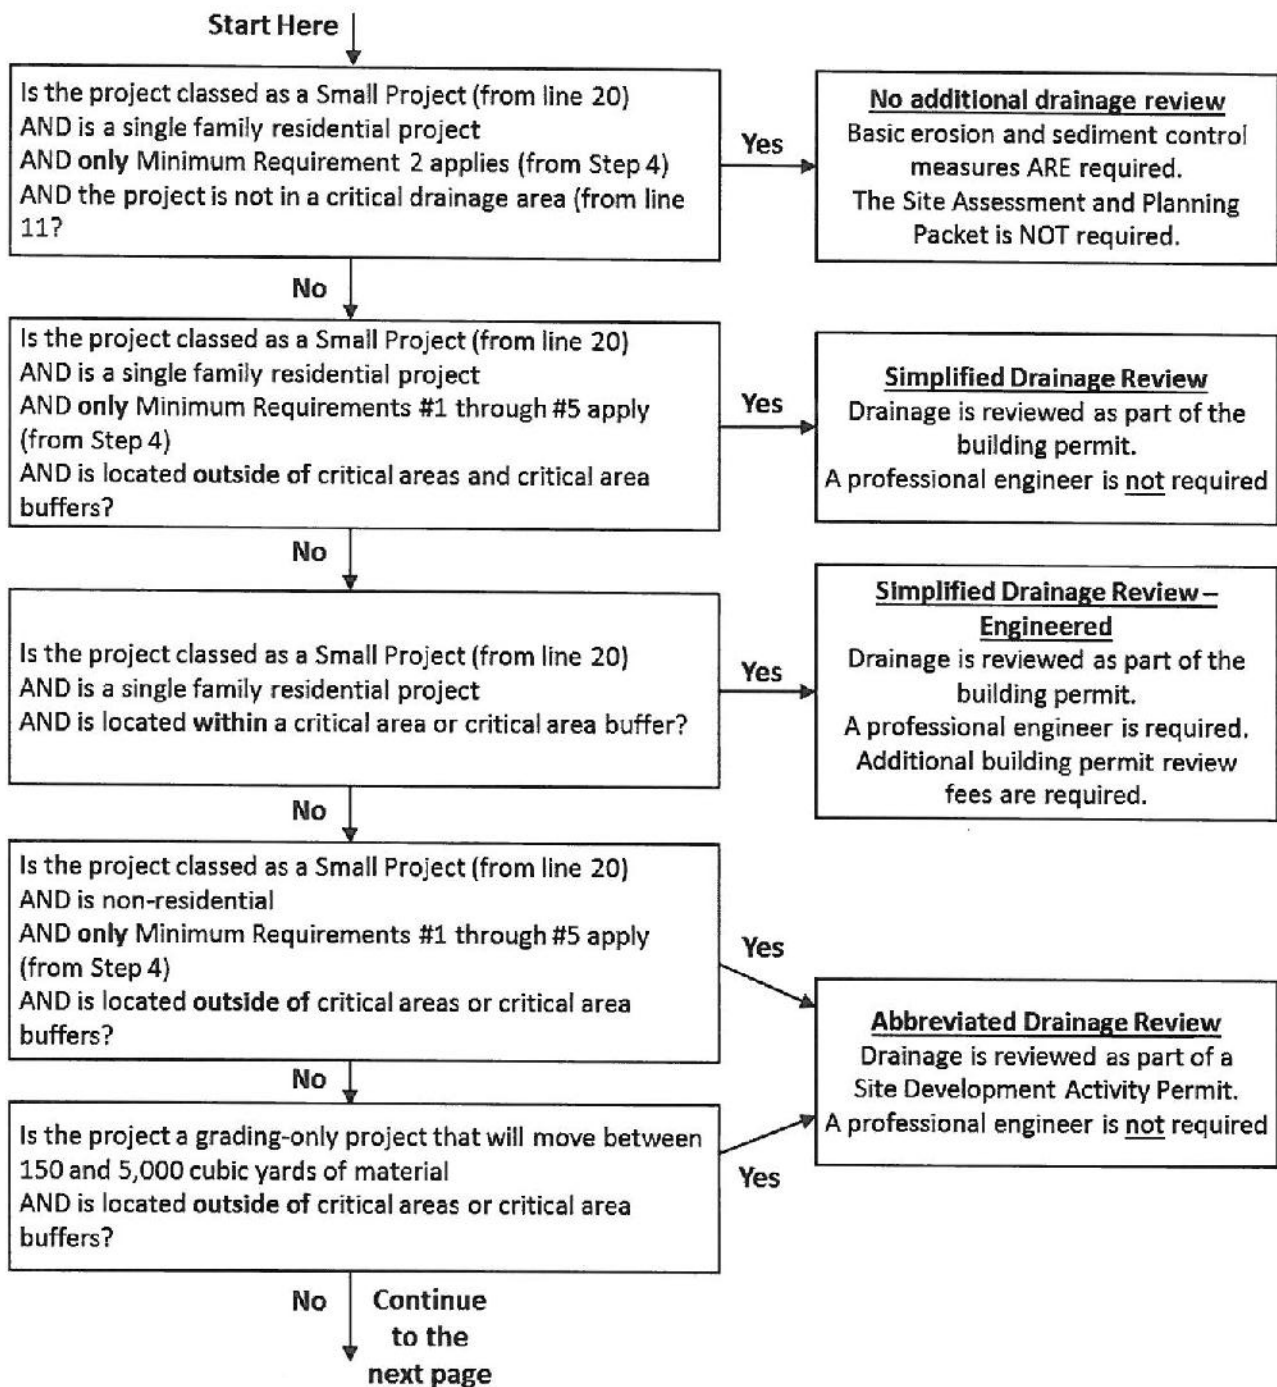 Start Here
Is the project classed as a Small Project (from line 20)
AND is a single family residential project
AND only Minimum Requirement 2 applies (from Step 4)
AND the project is not in a critical drainage area (from line
11?
Yes
No additional drainage review
Basic erosion and sediment control
measures ARE required.
The Site Assessment and Planning
Packet is NOT required.
No
Is the project classed as a Small Project (from line 20)
AND is a single family residential project
AND only Minimum Requirements #1 through #5 apply
(from Step 4)
AND is located outside of critical areas and critical area
buffers?
Yes
Simplified Drainage Review
Drainage is reviewed as part of the
building permit.
A professional engineer is not required
No
Is the project classed as a Small Project (from line 20)
AND is a single family residential project
AND is located within a critical area or critical area buffer?
Yes
Simplified Drainage Review –
Engineered
Drainage is reviewed as part of the
building permit.
A professional engineer is required.
Additional building permit review
fees are required.
No
Is the project classed as a Small Project (from line 20)
AND is non-residential
AND only Minimum Requirements #1 through #5 apply
(from Step 4)
AND is located outside of critical areas or critical area
buffers?
Yes
Abbreviated Drainage Review
Drainage is reviewed as part of a
Site Development Activity Permit.
A professional engineer is not required
No
Is the project a grading-only project that will move between
150 and 5,000 cubic yards of material
AND is located outside of critical areas or critical area
buffers?
Yes
No
Continue
to the
next page